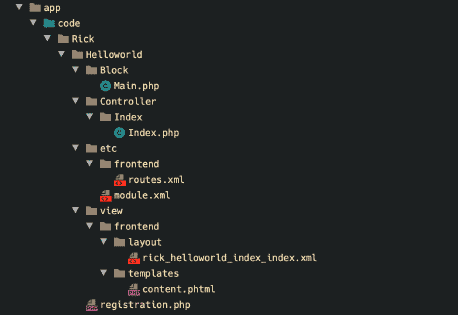 app
code
Rick
Helloworld
Block
Main.php
Controller
Index
Index.php
etc
frontend
routes.xml
module.xml
view
frontend
layout
rick_helloworld_index_index.xml
templates
content.phtml
registration.php